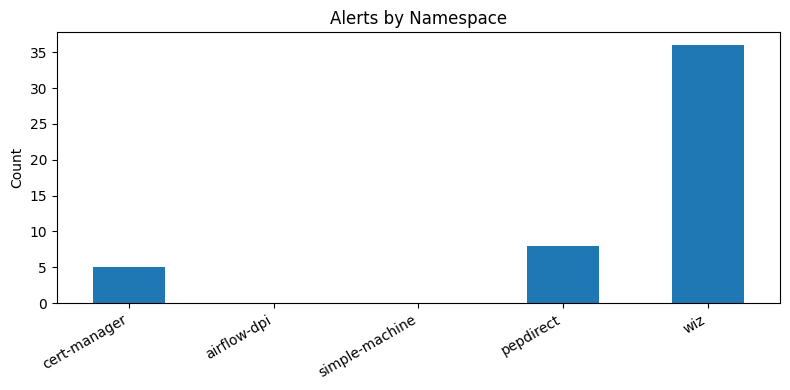 Alerts by Namespace
Count
35
30
25
20
15
10
5
0
cert-manager
airflow-dpi
simple-machine
pepdirect
wiz